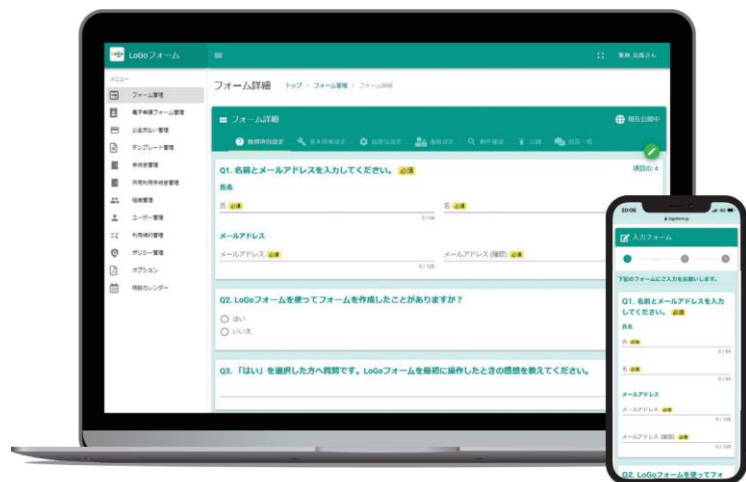 LoGoフォーム
メニュー
フォーム管理
電子申請フォーム管理
公金支払い管理
テンプレート管理
手続き管理
共同利用手続き管理
組織管理
ユーザー管理
利用規約管理
ポリシー管理
オプション
時設カレンダー
フォーム詳細 トップ / フォーム管理 / フォーム詳細
フォーム詳細
現在公開中
基本情報設定
権限設定
動作確認
公開
回答一覧
項目ID: 4
Q1. 名前とメールアドレスを入力してください。 必須
氏名
氏 必須
名 必須
0 / 64
メールアドレス
メールアドレス 必須
メールアドレス (確認) 必須
0 / 128
Q2. LoGoフォームを使ってフォームを作成したことがありますか？
はい
いいえ
Q3. 「はい」を選択した方へ質問です。LoGoフォームを最初に操作したときの感想を教えてください。
10:06
4G
logoform.jp
入力フォーム
1
2
3
下記のフォームにご入力をお願いします。
Q1. 名前とメールアドレスを入力
してください。 必須
氏名
氏 必須
0 / 64
名 必須
0 / 64
メールアドレス
メールアドレス 必須
0 / 128
メールアドレス (確認) 必須
0 / 128
Q2. LoGoフォームを使ってフォ